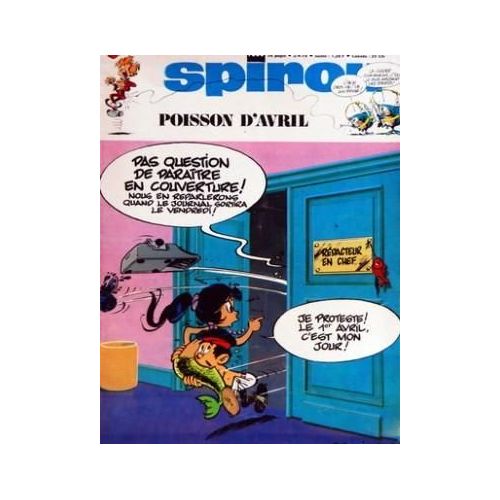 spirou
POISSON D'AVRIL
PAS QUESTION
DE PARAÎTRE
EN COUVERTURE!
NOUS EN REPARLERONS
QUAND LE JOURNAL SORTIRA
LE VENDREDI!
RÉDACTEUR
EN CHEF
JE PROTESTE!
LE 1er AVRIL,
C'EST MON
JOUR!